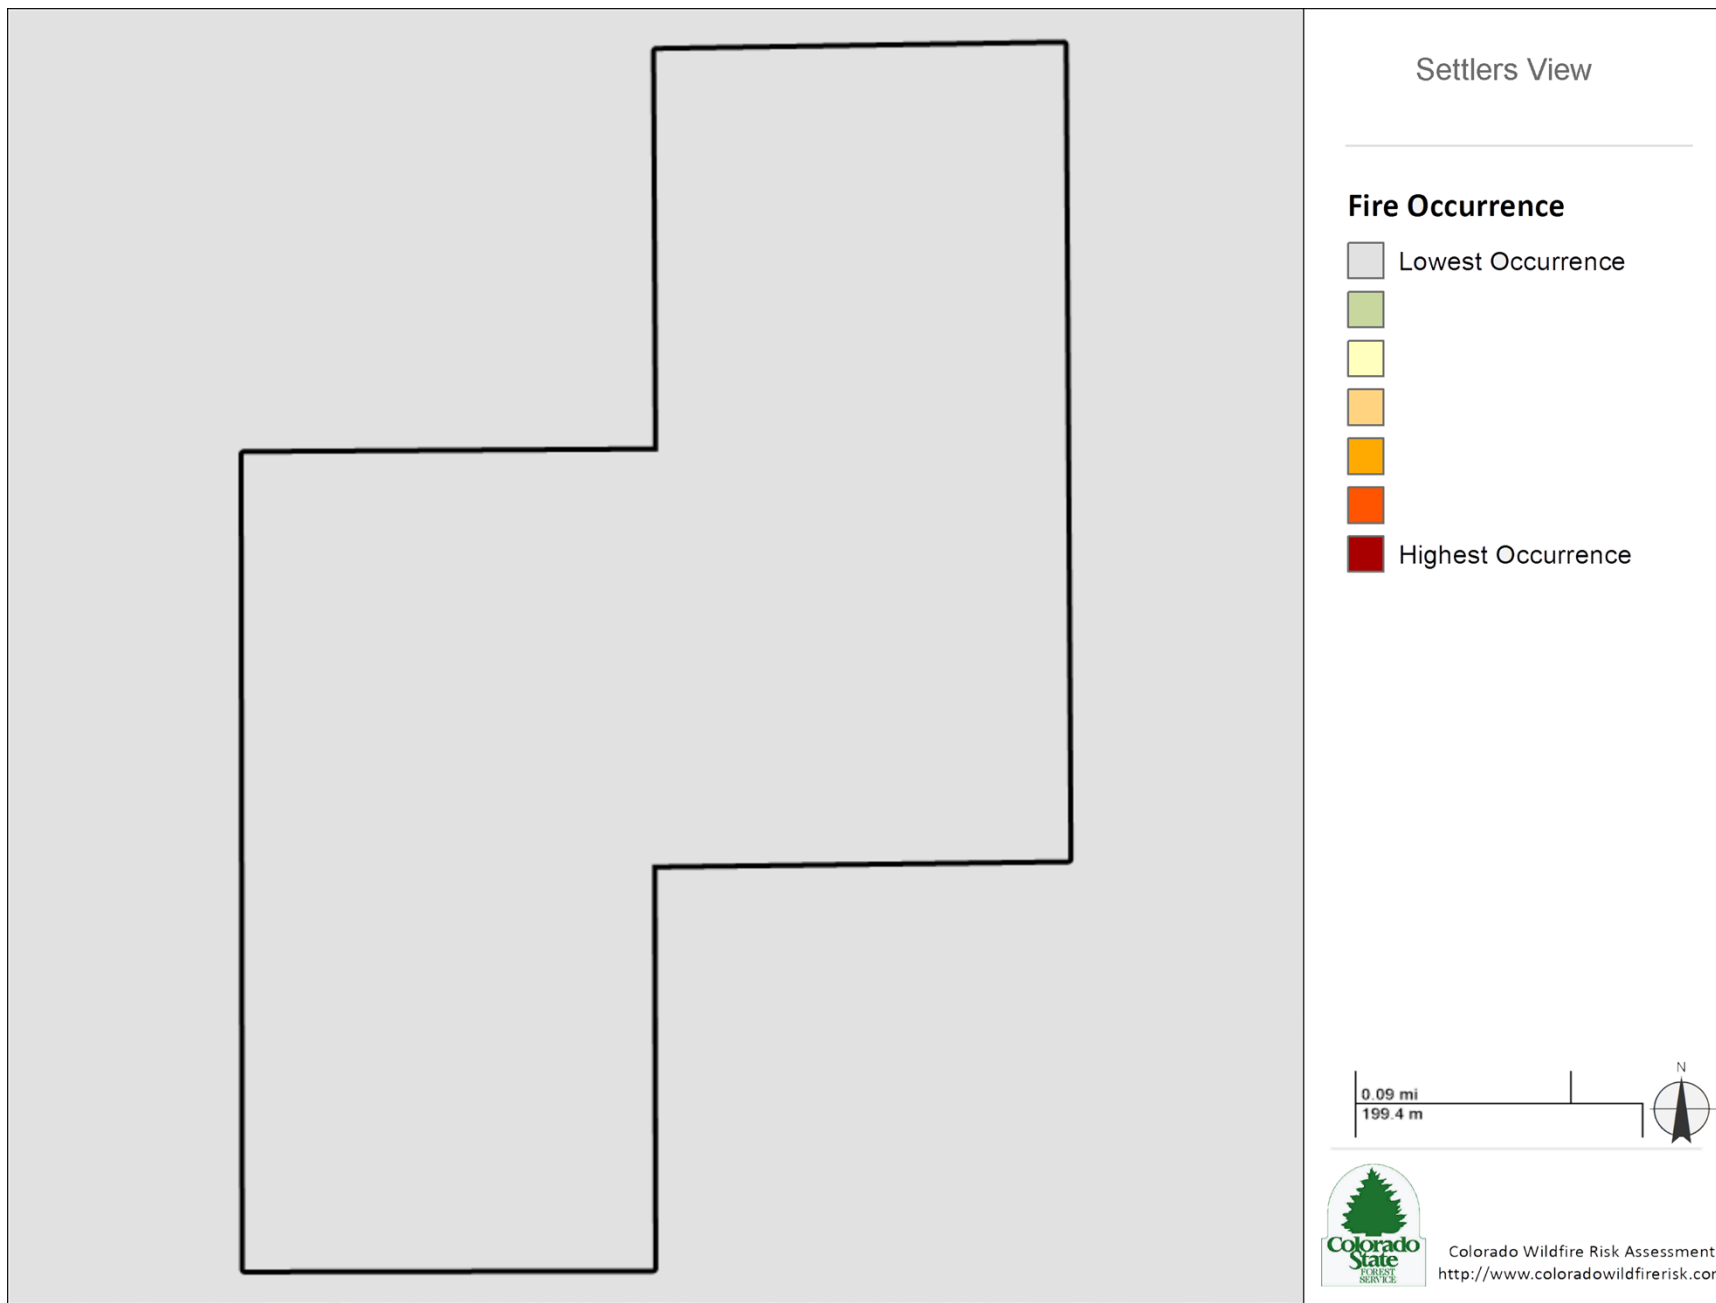 Settlers View
Fire Occurrence
Lowest Occurrence
Highest Occurrence
0.09 mi
199.4 m
N
Colorado
State
FOREST
SERVICE
Colorado Wildfire Risk Assessment
http://www.coloradowildfirerisk.com